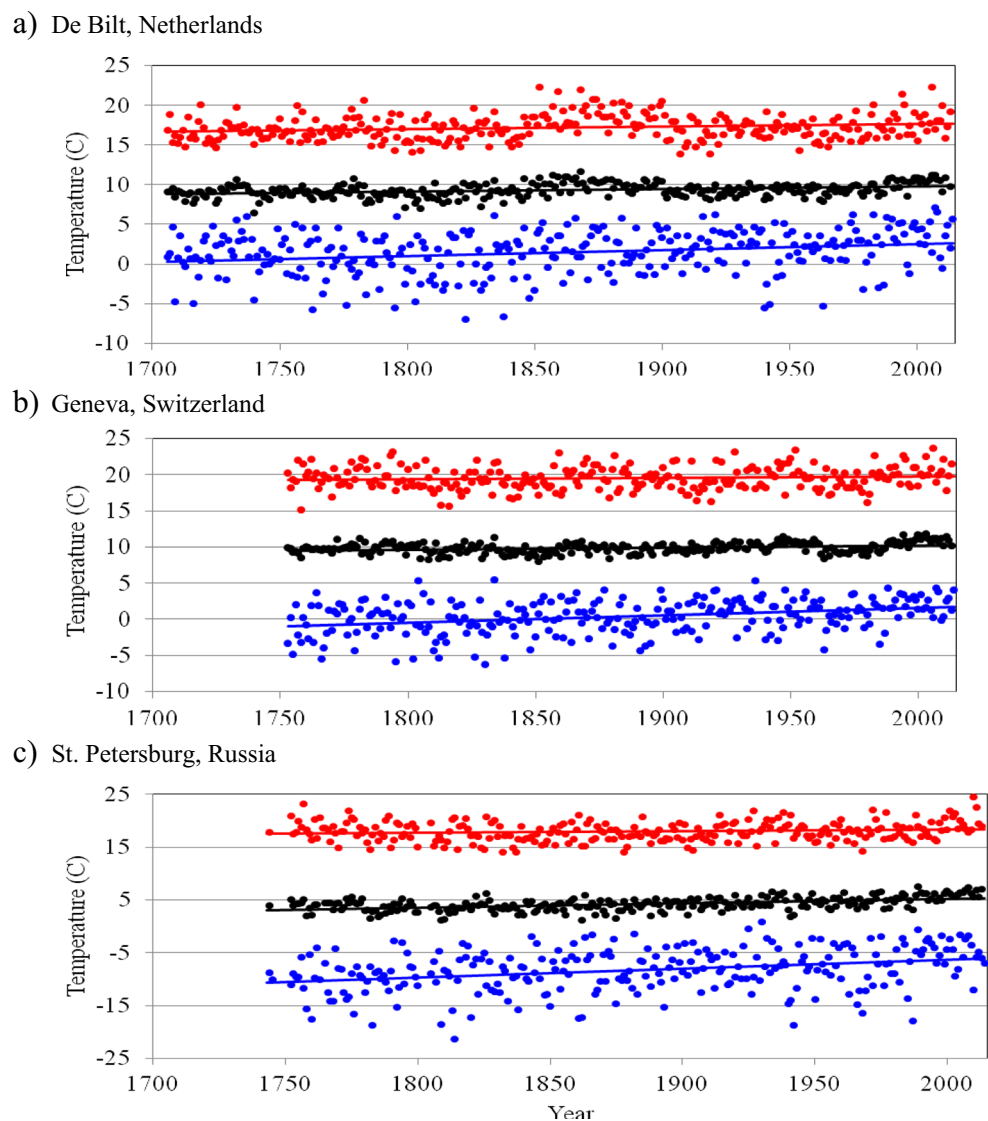 a) De Bilt, Netherlands
25
20
15
10
5
0
-5
-10
Temperature (C)
1700 1750 1800 1850 1900 1950 2000
b) Geneva, Switzerland
25
20
15
10
5
0
-5
-10
Temperature (C)
1700 1750 1800 1850 1900 1950 2000
c) St. Petersburg, Russia
25
15
5
-5
-15
-25
Temperature (C)
1700 1750 1800 1850 1900 1950 2000
Year